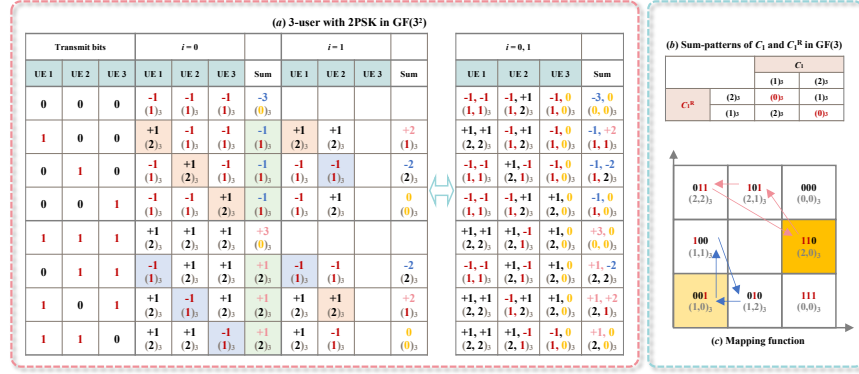 (a) 3-user with 2PSK in GF(3²)
Transmit bits i = 0 i = 1 i = 0, 1
UE 1 UE 2 UE 3 UE 1 UE 2 UE 3 Sum UE 1 UE 2 UE 3 Sum UE 1 UE 2 UE 3 Sum
0 0 0 -1 -1 -1 -3 -1, -1 -1, +1 -1, 0 -3, 0
(1)₃ (1)₃ (1)₃ (0)₃ (1, 1)₃ (1, 2)₃ (1, 0)₃ (0, 0)₃
1 0 0 +1 -1 -1 -1 +1 +1 +2 +1, +1 -1, +1 -1, 0 -1, +2
(2)₃ (1)₃ (1)₃ (1)₃ (2)₃ (2)₃ (1)₃ (2, 2)₃ (1, 2)₃ (1, 0)₃ (1, 1)₃
0 1 0 -1 +1 -1 -1 -1 -1 -2 -1, -1 +1, -1 -1, 0 -1, -2
(1)₃ (2)₃ (1)₃ (1)₃ (1)₃ (1)₃ (2)₃ (1, 1)₃ (2, 1)₃ (1, 0)₃ (1, 2)₃
0 0 1 -1 -1 +1 -1 -1 +1 0 -1, -1 -1, +1 +1, 0 -1, 0
(1)₃ (1)₃ (2)₃ (1)₃ (1)₃ (2)₃ (0)₃ (1, 1)₃ (1, 2)₃ (2, 0)₃ (1, 0)₃
1 1 1 +1 +1 +1 +3 +1, +1 +1, -1 +1, 0 +3, 0
(2)₃ (2)₃ (2)₃ (0)₃ (2, 2)₃ (2, 1)₃ (2, 0)₃ (0, 0)₃
0 1 1 -1 +1 +1 +1 -1 -1 -2 -1, -1 +1, -1 +1, 0 +1, -2
(1)₃ (2)₃ (2)₃ (2)₃ (1)₃ (1)₃ (2)₃ (1, 1)₃ (2, 1)₃ (2, 0)₃ (2, 2)₃
1 0 1 +1 -1 +1 +1 +1 +1 +2 +1, +1 -1, +1 +1, 0 +1, +2
(2)₃ (1)₃ (2)₃ (2)₃ (2)₃ (2)₃ (1)₃ (2, 2)₃ (1, 2)₃ (2, 0)₃ (2, 1)₃
1 1 0 +1 +1 -1 +1 +1 -1 0 +1, +1 +1, -1 -1, 0 +1, 0
(2)₃ (2)₃ (1)₃ (2)₃ (2)₃ (1)₃ (0)₃ (2, 2)₃ (2, 1)₃ (1, 0)₃ (2, 0)₃
(b) Sum-patterns of C₁ and C₁ᴿ in GF(3)
C₁
(1)₃ (2)₃
C₁ᴿ (2)₃ (0)₃ (1)₃
(1)₃ (2)₃ (0)₃
011 101 000
(2,2)₃ (2,1)₃ (0,0)₃
100 110
(1,1)₃ (2,0)₃
001 010 111
(1,0)₃ (1,2)₃ (0,0)₃
(c) Mapping function